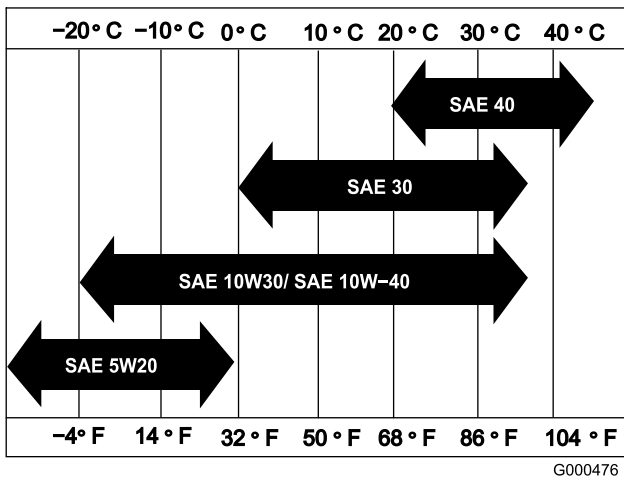 −20° C −10° C 0° C 10 ° C 20 ° C 30 ° C 40 ° C
SAE 40
SAE 30
SAE 10W30/ SAE 10W−40
SAE 5W20
−4° F 14 ° F 32 ° F 50 ° F 68 ° F 86 ° F 104 ° F
G000476